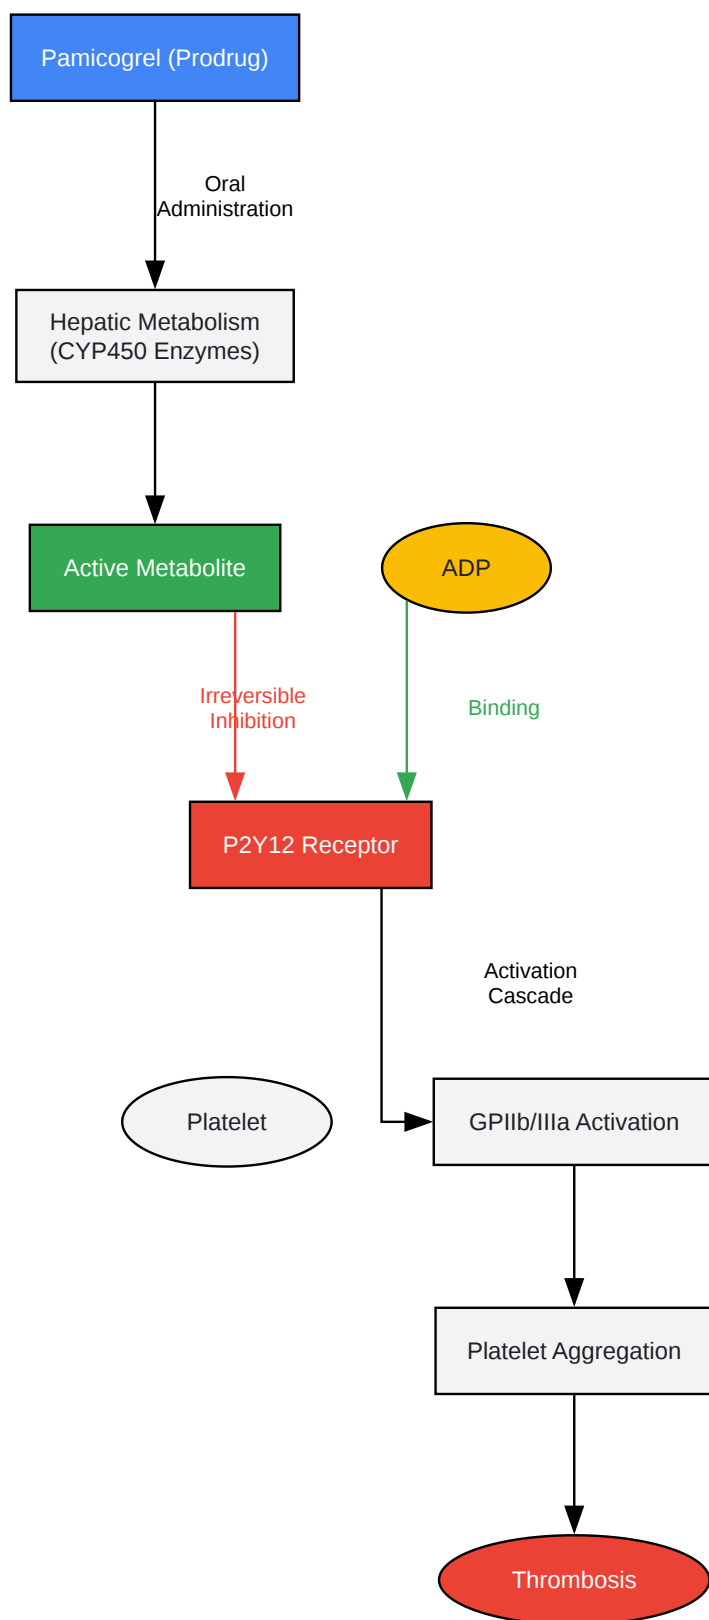 Pamicogrel (Prodrug)
Oral
Administration
Hepatic Metabolism
(CYP450 Enzymes)
Active Metabolite
ADP
Irreversible
Inhibition
Binding
P2Y12 Receptor
Activation
Cascade
Platelet
GPIIb/IIIa Activation
Platelet Aggregation
Thrombosis